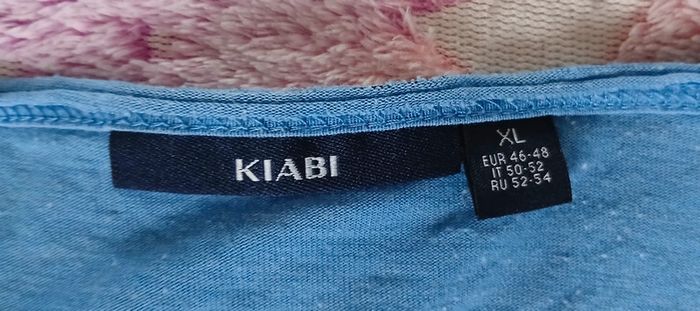 KIABI
XL
EUR 46-48
IT 50-52
RU 52-54